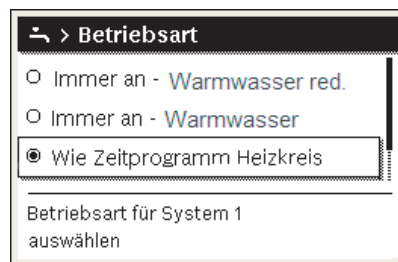 > Betriebsart
Immer an - Warmwasser red.
Immer an - Warmwasser
Wie Zeitprogramm Heizkreis
Betriebsart für System 1
auswählen